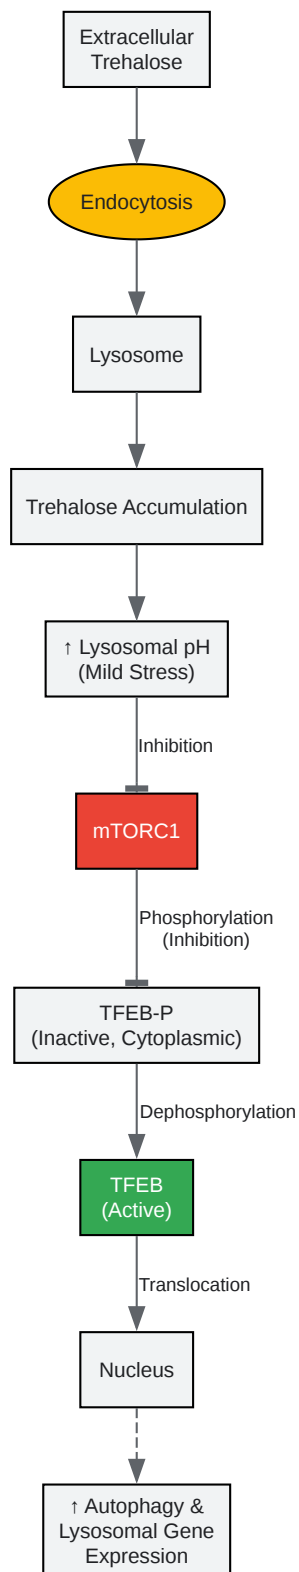 Extracellular
Trehalose
Endocytosis
Lysosome
Trehalose Accumulation
↑ Lysosomal pH
(Mild Stress)
Inhibition
mTORC1
Phosphorylation
(Inhibition)
TFEB-P
(Inactive, Cytoplasmic)
Dephosphorylation
TFEB
(Active)
Translocation
Nucleus
↑ Autophagy &
Lysosomal Gene
Expression